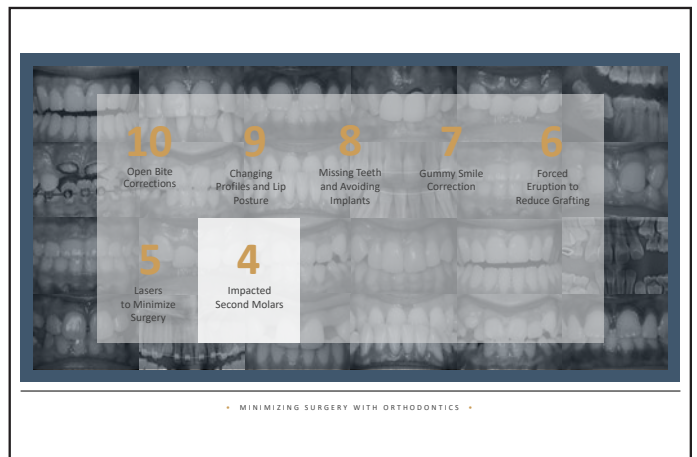 10
Open Bite
Corrections
9
Changing
Profiles and Lip
Posture
8
Missing Teeth
and Avoiding
Implants
7
Gummy Smile
Correction
6
Forced
Eruption to
Reduce Grafting
5
Lasers
to Minimize
Surgery
4
Impacted
Second Molars
• MINIMIZING SURGERY WITH ORTHODONTICS •